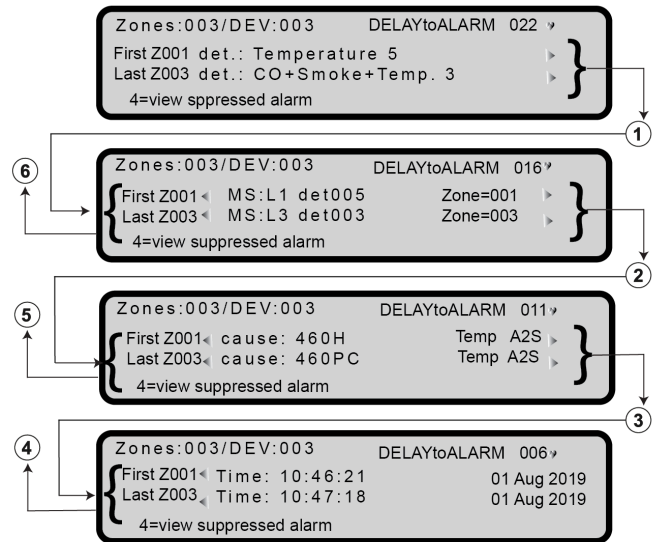 Zones:003/DEV:003 DELAYtoALARM 022
First Z001 det.: Temperature 5
Last Z003 det.: CO+Smoke+Temp. 3
4=view sppressed alarm
1
6
Zones:003/DEV:003 DELAYtoALARM 016
First Z001 MS:L1 det005 Zone=001
Last Z003 MS:L3 det003 Zone=003
4=view suppressed alarm
2
5
Zones:003/DEV:003 DELAYtoALARM 011
First Z001 cause: 460H Temp A2S
Last Z003 cause: 460PC Temp A2S
4=view suppressed alarm
3
4
Zones:003/DEV:003 DELAYtoALARM 006
First Z001 Time: 10:46:21 01 Aug 2019
Last Z003 Time: 10:47:18 01 Aug 2019
4=view suppressed alarm